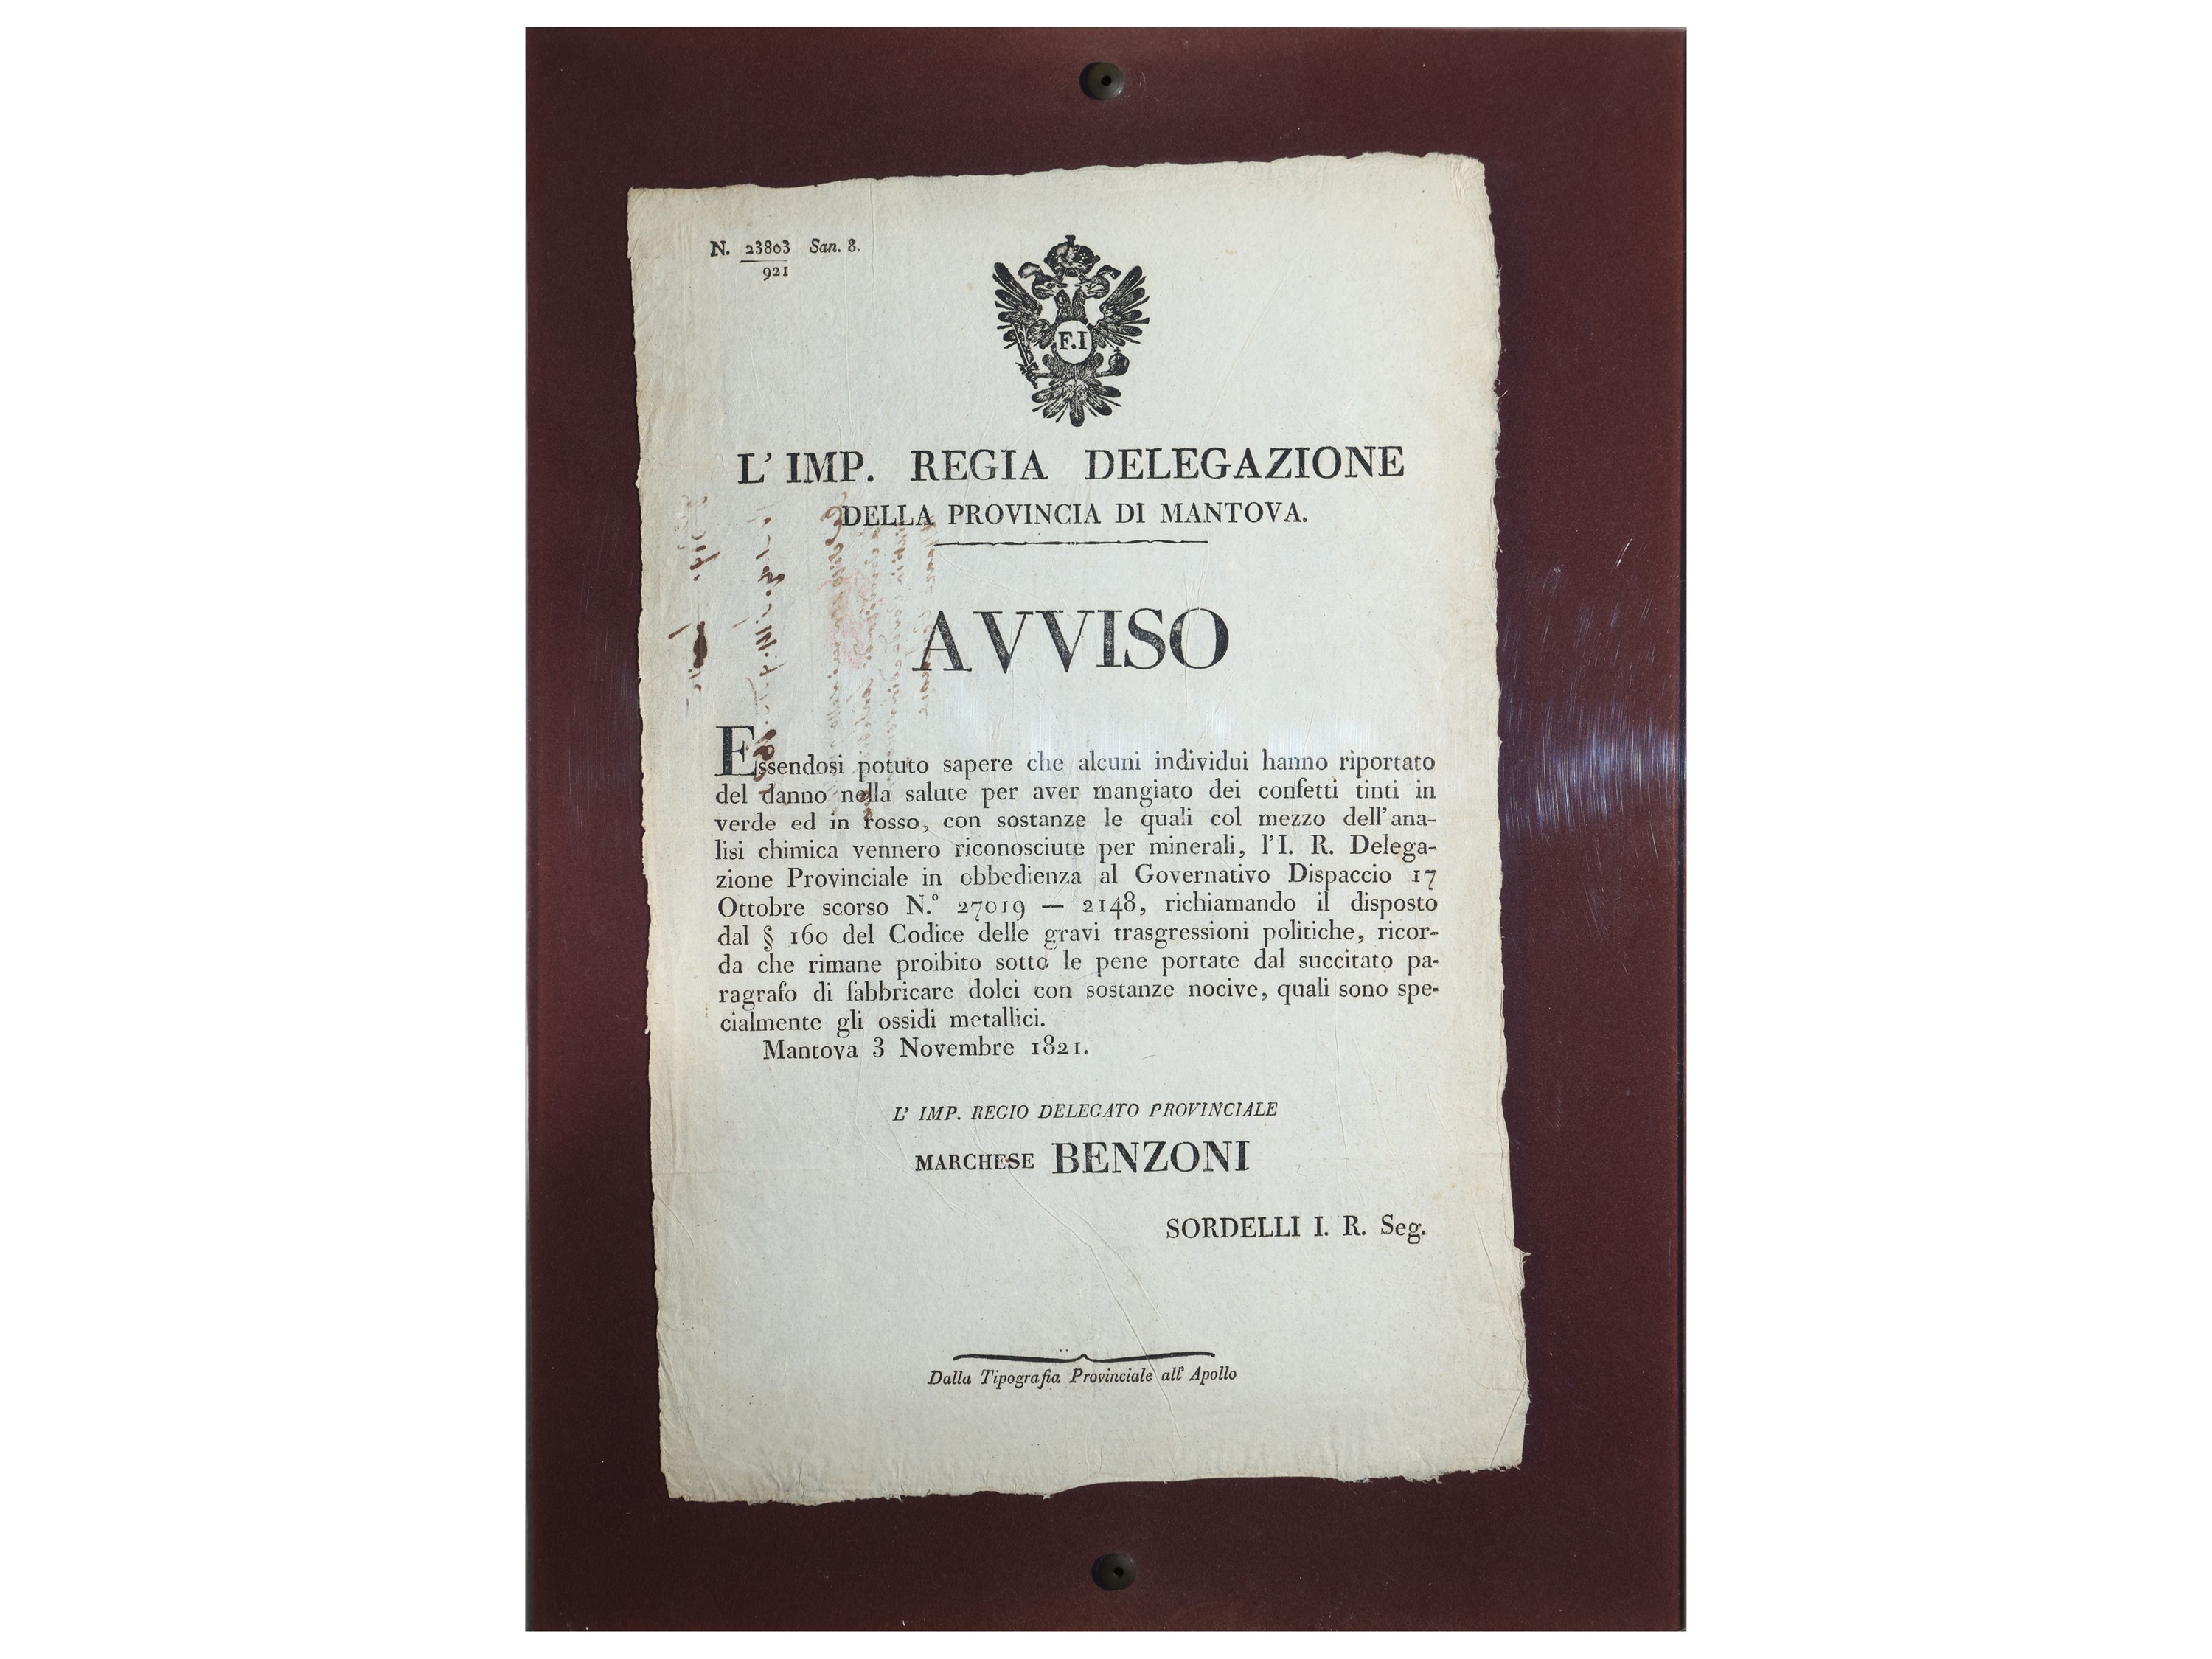 N. 23803 San. 8.
921
F.I
L' IMP. REGIA DELEGAZIONE
DELLA PROVINCIA DI MANTOVA.
AVVISO
Essendosi potuto sapere che alcuni individui hanno riportato
del danno nella salute per aver mangiato dei confetti tinti in
verde ed in rosso, con sostanze le quali col mezzo dell'ana-
lisi chimica vennero riconosciute per minerali, l'I. R. Delega-
zione Provinciale in obbedienza al Governativo Dispaccio 17
Ottobre scorso N.° 27019 — 2148, richiamando il disposto
dal § 160 del Codice delle gravi trasgressioni politiche, ricor-
da che rimane proibito sotto le pene portate dal succitato pa-
ragrafo di fabbricare dolci con sostanze nocive, quali sono spe-
cialmente gli ossidi metallici.
Mantova 3 Novembre 1821.
L' IMP. REGIO DELEGATO PROVINCIALE
MARCHESE BENZONI
SORDELLI I. R. Seg.
Dalla Tipografia Provinciale all' Apollo